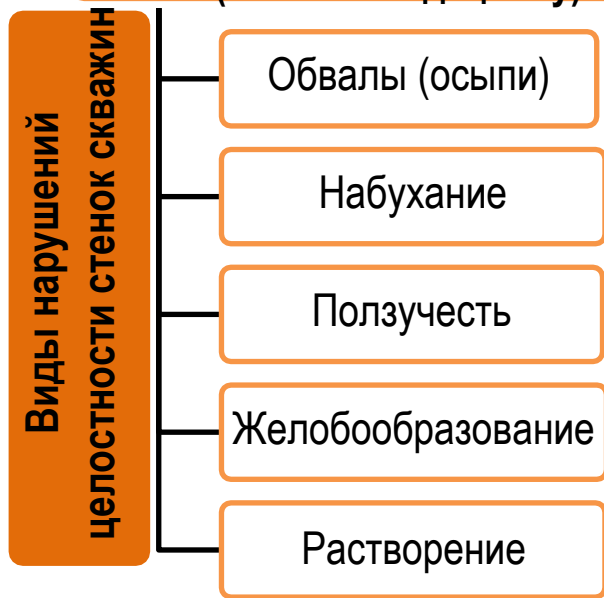 Виды нарушений
целостности стенок скважин
Обвалы (осыпи)
Набухание
Ползучесть
Желобообразование
Растворение